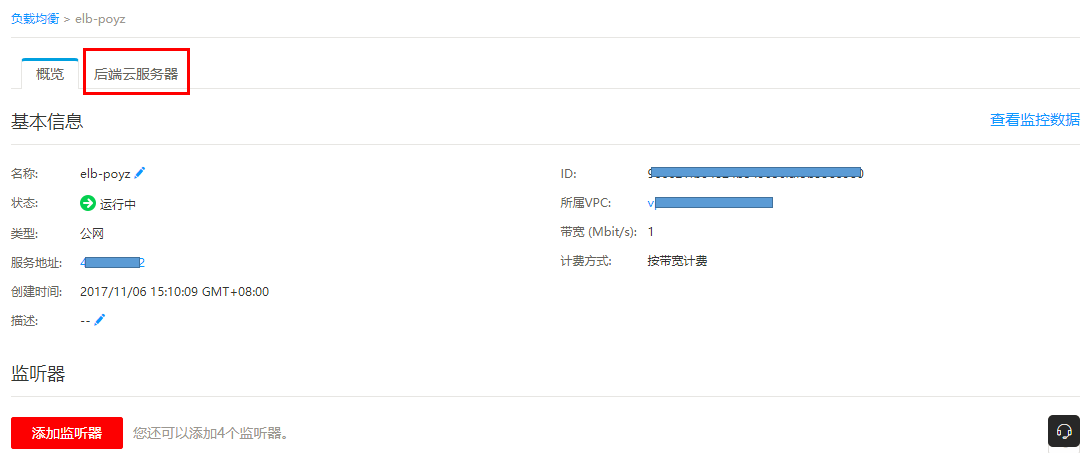 负载均衡 > elb-poyz
概览 后端云服务器
基本信息 查看监控数据
名称: elb-poyz ID:
状态: 运行中 所属VPC:
类型: 公网 带宽 (Mbit/s): 1
服务地址: 计费方式: 按带宽计费
创建时间: 2017/11/06 15:10:09 GMT+08:00
描述: --
监听器
添加监听器 您还可以添加4个监听器。